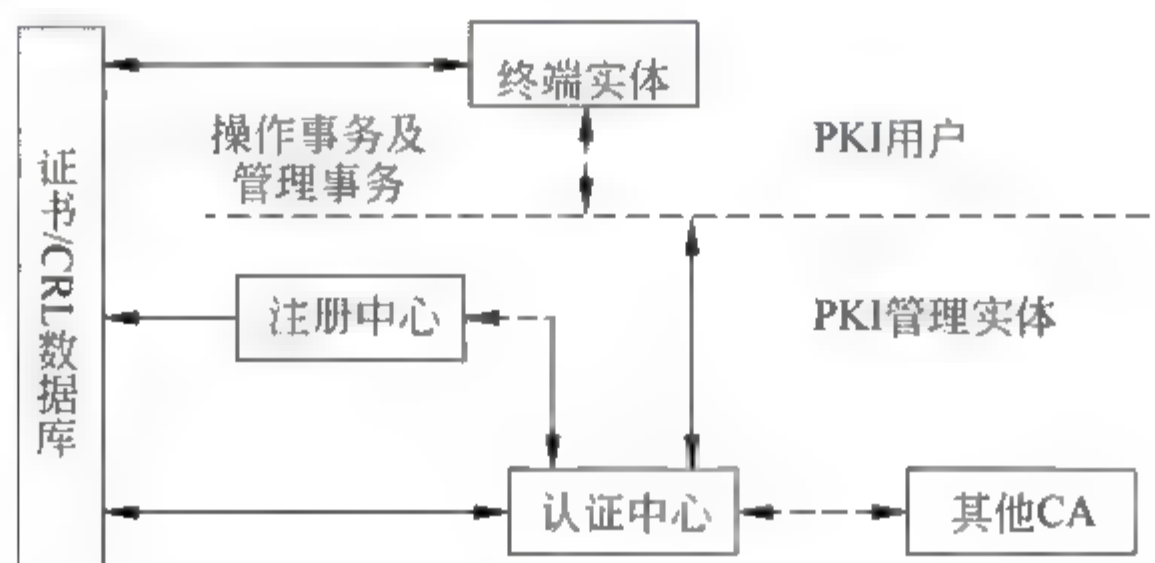 终端实体
操作事务及
管理事务
PKI用户
证书/CRL数据库
注册中心
PKI管理实体
认证中心
其他CA